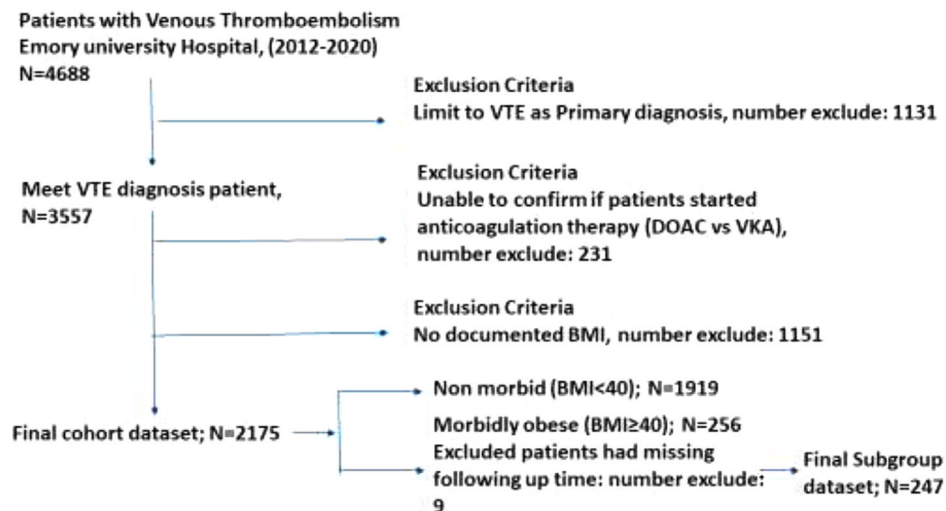 Patients with Venous Thromboembolism
Emory university Hospital, (2012-2020)
N=4688
Exclusion Criteria
Limit to VTE as Primary diagnosis, number exclude: 1131
Meet VTE diagnosis patient,
N=3557
Exclusion Criteria
Unable to confirm if patients started
anticoagulation therapy (DOAC vs VKA),
number exclude: 231
Exclusion Criteria
No documented BMI, number exclude: 1151
Final cohort dataset; N=2175
Non morbid (BMI<40); N=1919
Morbidly obese (BMI≥40); N=256
Excluded patients had missing
following up time: number exclude:
9
Final Subgroup
dataset; N=247